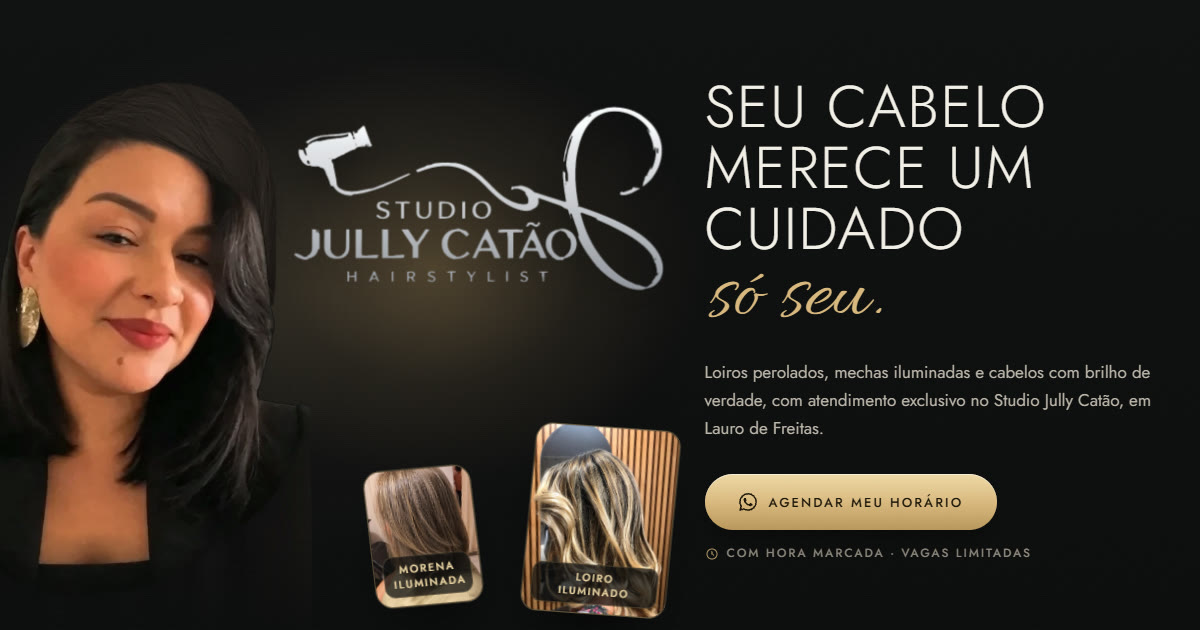 STUDIO
JULLY CATÃO
HAIRSTYLIST
SEU CABELO
MERECE UM
CUIDADO
só seu.
Loiros perolados, mechas iluminadas e cabelos com brilho de
verdade, com atendimento exclusivo no Studio Jully Catão, em
Lauro de Freitas.
AGENDAR MEU HORÁRIO
COM HORA MARCADA · VAGAS LIMITADAS
MORENA
ILUMINADA
LOIRO
ILUMINADO